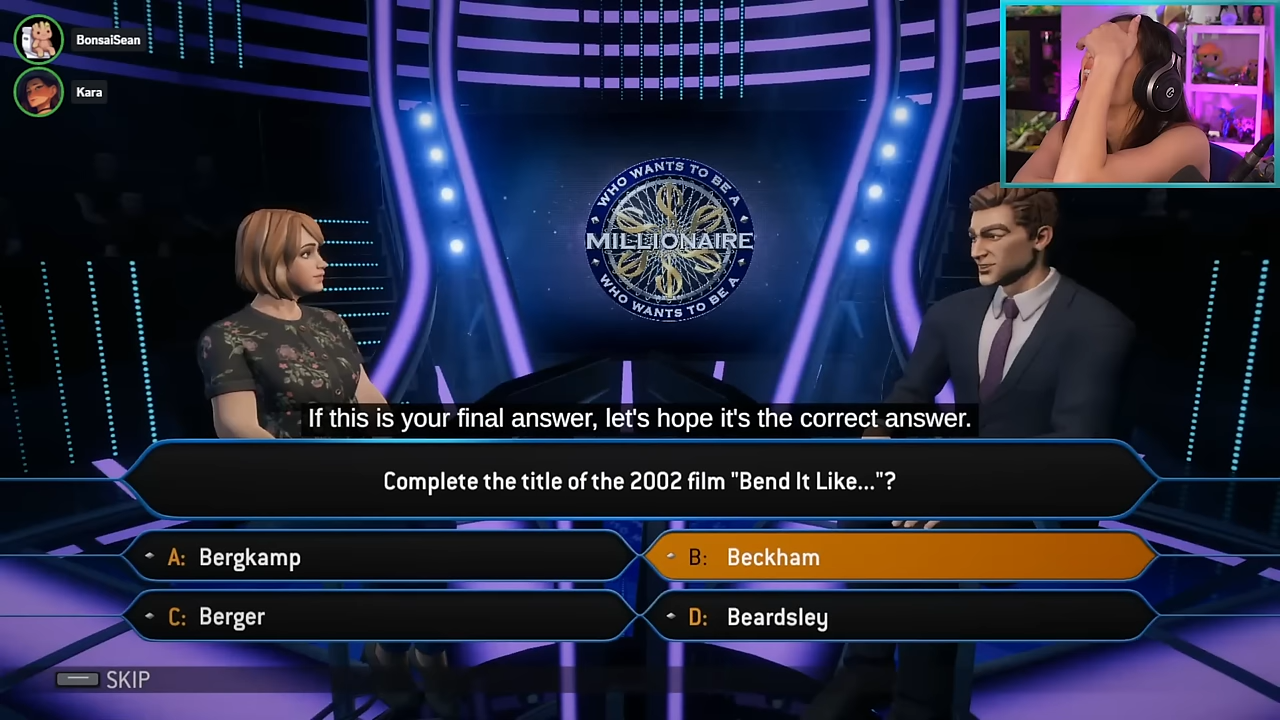 BonsaiSean
Kara
WHO WANTS TO BE A
MILLIONAIRE
WHO WANTS TO BE A
If this is your final answer, let's hope it's the correct answer.
Complete the title of the 2002 film "Bend It Like..."?
A: Bergkamp
B: Beckham
C: Berger
D: Beardsley
SKIP